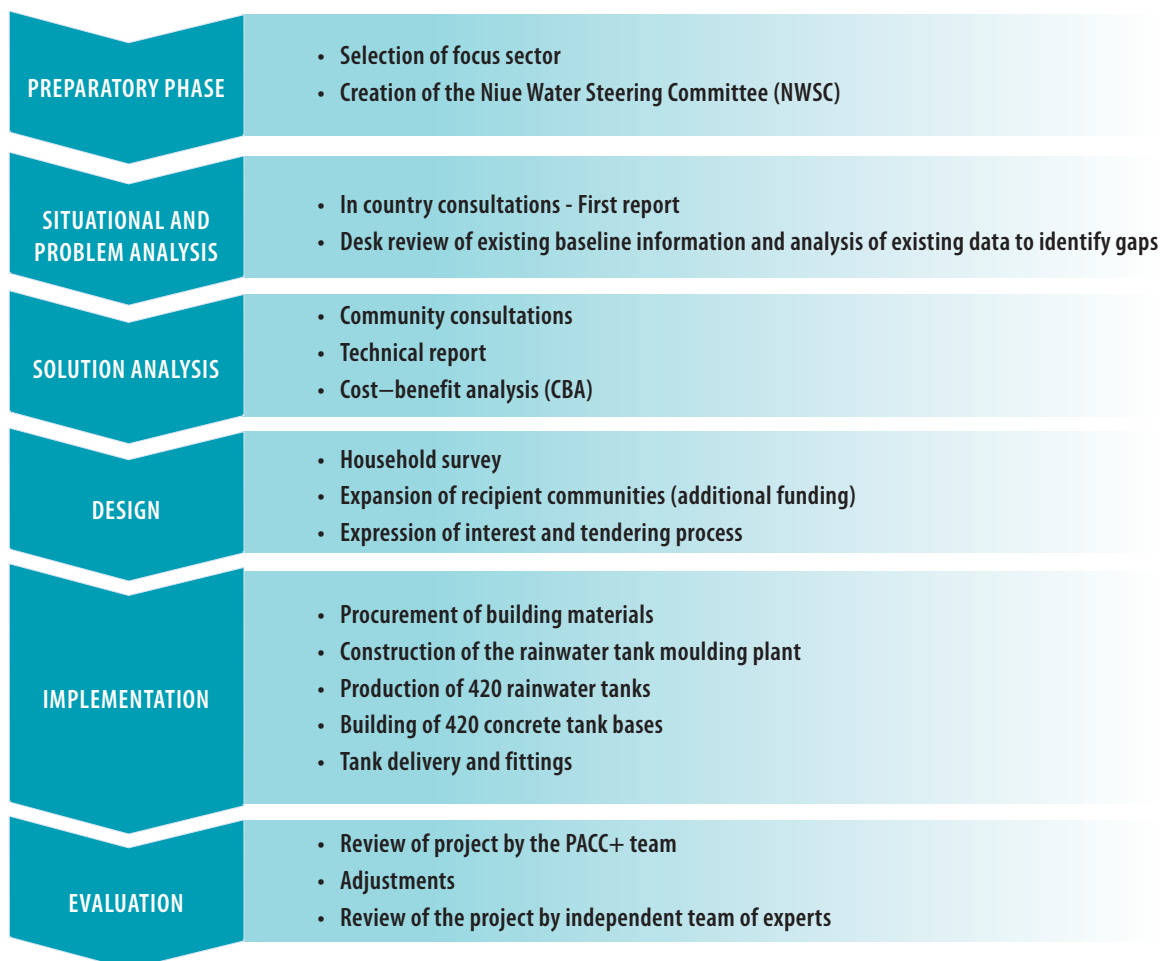 PREPARATORY PHASE
• Selection of focus sector
• Creation of the Niue Water Steering Committee (NWSC)
SITUATIONAL AND
PROBLEM ANALYSIS
• In country consultations - First report
• Desk review of existing baseline information and analysis of existing data to identify gaps
SOLUTION ANALYSIS
• Community consultations
• Technical report
• Cost–benefit analysis (CBA)
DESIGN
• Household survey
• Expansion of recipient communities (additional funding)
• Expression of interest and tendering process
IMPLEMENTATION
• Procurement of building materials
• Construction of the rainwater tank moulding plant
• Production of 420 rainwater tanks
• Building of 420 concrete tank bases
• Tank delivery and fittings
EVALUATION
• Review of project by the PACC+ team
• Adjustments
• Review of the project by independent team of experts